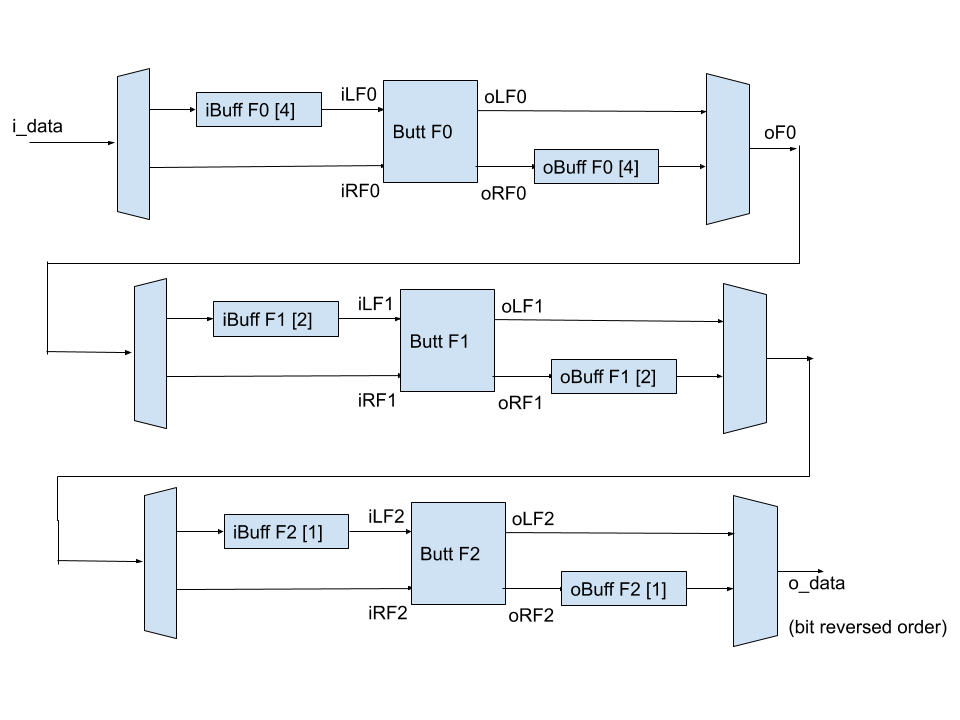 i_data
iBuff F0 [4]
iLF0
Butt F0
oLF0
oF0
oBuff F0 [4]
iRF0
oRF0
iBuff F1 [2]
iLF1
Butt F1
oLF1
oBuff F1 [2]
iRF1
oRF1
iBuff F2 [1]
iLF2
Butt F2
oLF2
oBuff F2 [1]
o_data
iRF2
oRF2
(bit reversed order)